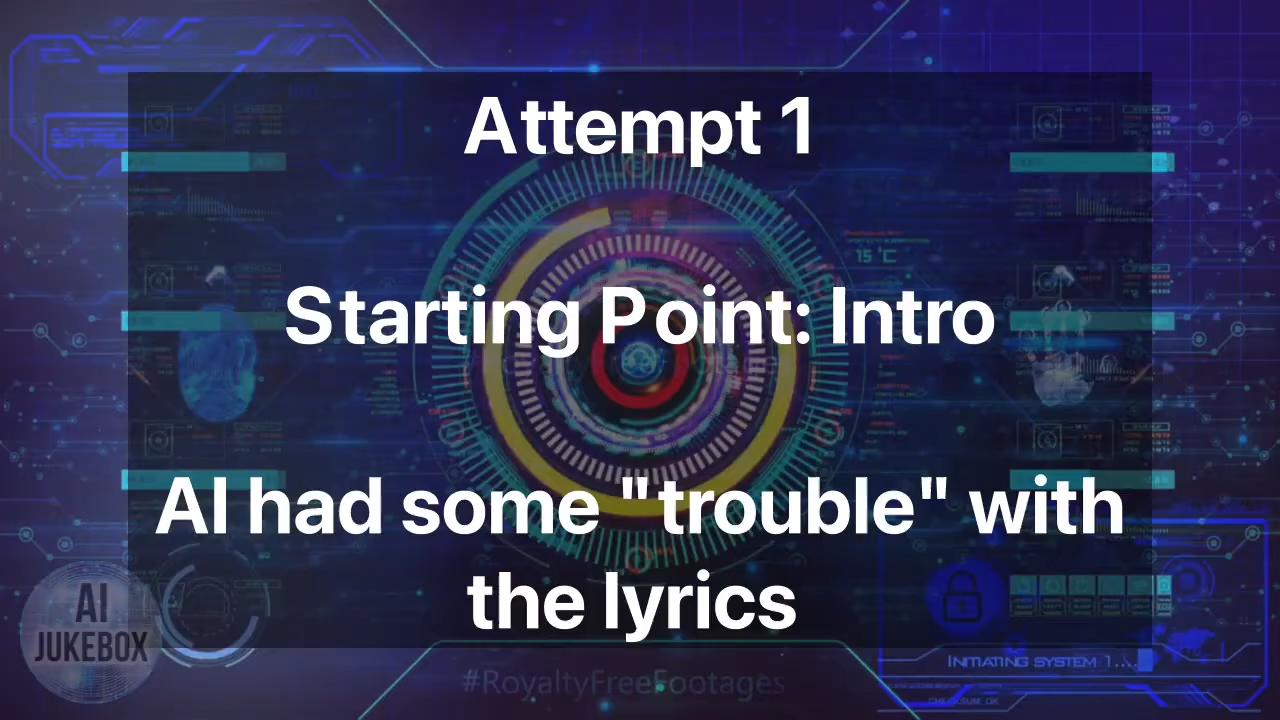 Attempt 1
Starting Point: Intro
15 °C
AI had some "trouble" with
the lyrics
AI
JUKEBOX
INITIATING SYSTEM 1....
#RoyaltyFreeFootages
CHECKSUM_OK